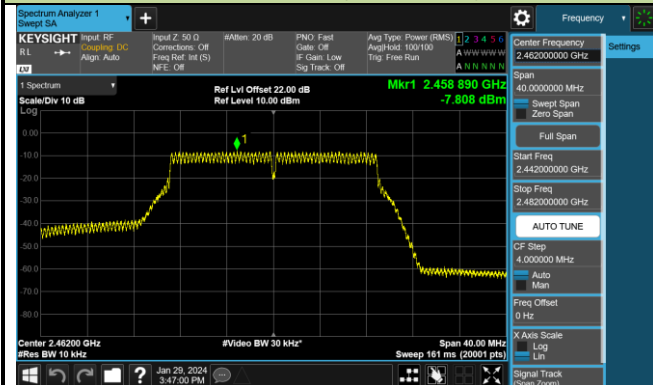 Spectrum Analyzer 1
Swept SA
+
Frequency
KEYSIGHT
RL
LXI
Input: RF
Coupling: DC
Align: Auto
Input Z: 50 Ω
Corrections: Off
Freq Ref: Int (S)
NFE: Off
#Atten: 20 dB
PNO: Fast
Gate: Off
IF Gain: Low
Sig Track: Off
Avg Type: Power (RMS)
Avg|Hold: 100/100
Trig: Free Run
1 2 3 4 5 6
A W W W W W
A N N N N N
1 Spectrum
Scale/Div 10 dB
Log
Ref Lvl Offset 22.00 dB
Ref Level 10.00 dBm
Mkr1 2.458 890 GHz
-7.808 dBm
1
0.00
-10.0
-20.0
-30.0
-40.0
-50.0
-60.0
-70.0
-80.0
Center 2.46200 GHz
#Res BW 10 kHz
#Video BW 30 kHz*
Span 40.00 MHz
Sweep 161 ms (20001 pts)
Center Frequency
2.462000000 GHz
Settings
Span
40.0000000 MHz
Swept Span
Zero Span
Full Span
Start Freq
2.442000000 GHz
Stop Freq
2.482000000 GHz
AUTO TUNE
CF Step
4.000000 MHz
Auto
Man
Freq Offset
0 Hz
X Axis Scale
Log
Lin
Signal Track
(Span Zoom)
?
Jan 29, 2024
3:47:00 PM